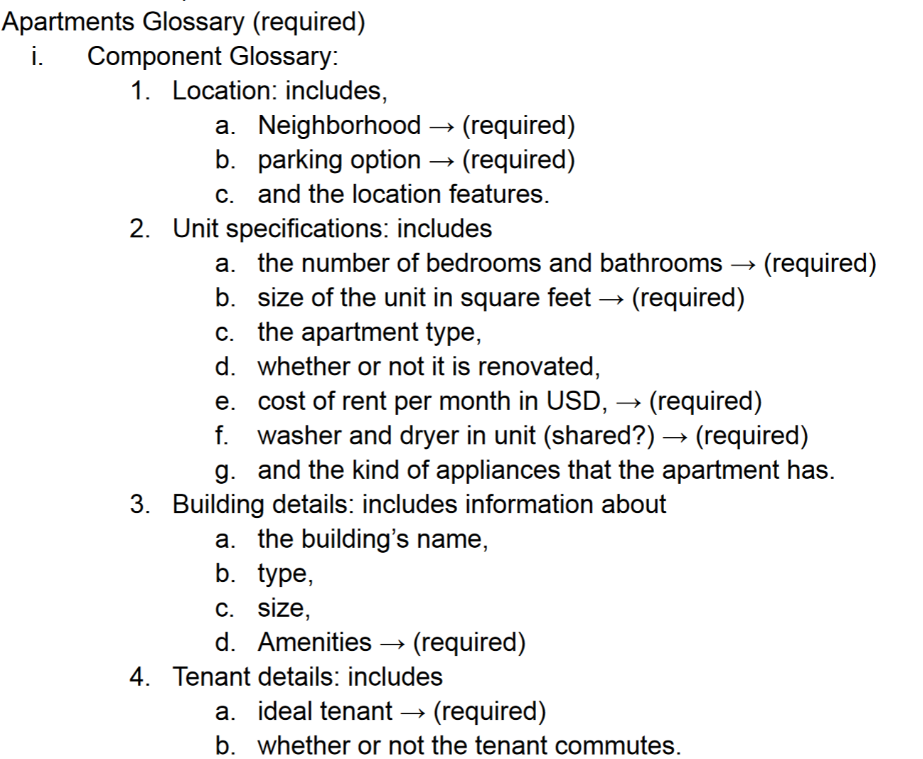 Apartments Glossary (required)
i. Component Glossary:
1. Location: includes,
a. Neighborhood → (required)
b. parking option → (required)
c. and the location features.
2. Unit specifications: includes
a. the number of bedrooms and bathrooms → (required)
b. size of the unit in square feet → (required)
c. the apartment type,
d. whether or not it is renovated,
e. cost of rent per month in USD, → (required)
f. washer and dryer in unit (shared?) → (required)
g. and the kind of appliances that the apartment has.
3. Building details: includes information about
a. the building’s name,
b. type,
c. size,
d. Amenities → (required)
4. Tenant details: includes
a. ideal tenant → (required)
b. whether or not the tenant commutes.